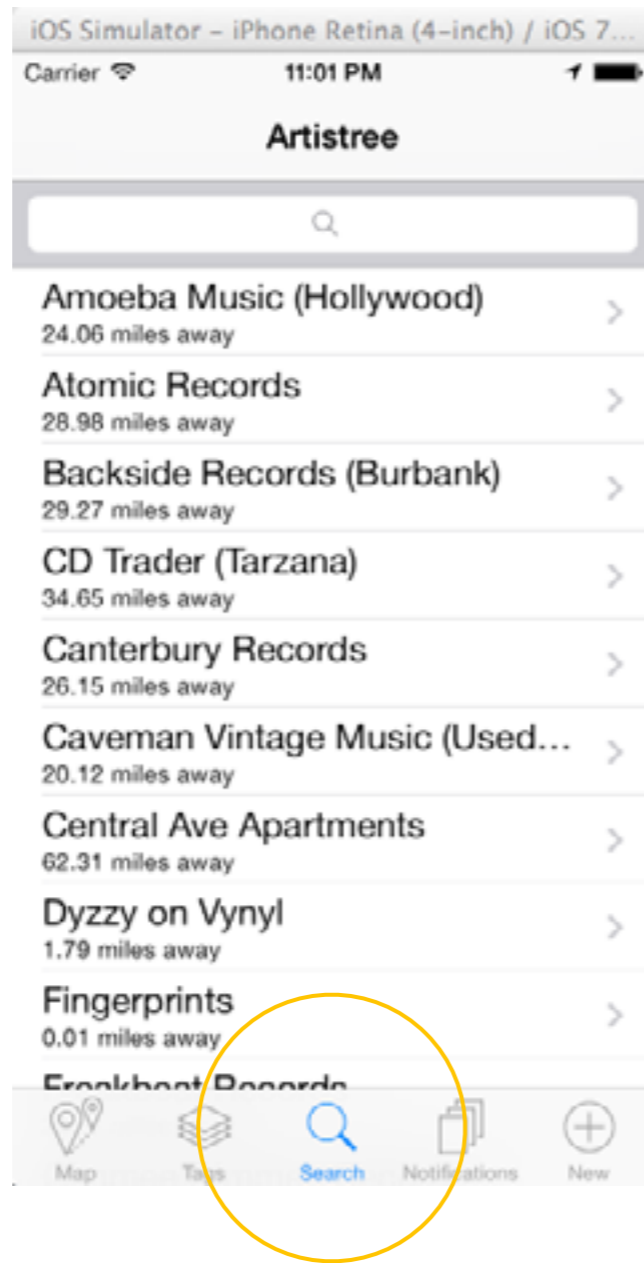 iOS Simulator – iPhone Retina (4-inch) / iOS 7...
Carrier 11:01 PM
Artistree
Amoeba Music (Hollywood)
24.06 miles away
Atomic Records
28.98 miles away
Backside Records (Burbank)
29.27 miles away
CD Trader (Tarzana)
34.65 miles away
Canterbury Records
26.15 miles away
Caveman Vintage Music (Used...
20.12 miles away
Central Ave Apartments
62.31 miles away
Dyzzy on Vynyl
1.79 miles away
Fingerprints
0.01 miles away
Freakbeat Records
Map Tags Search Notifications New